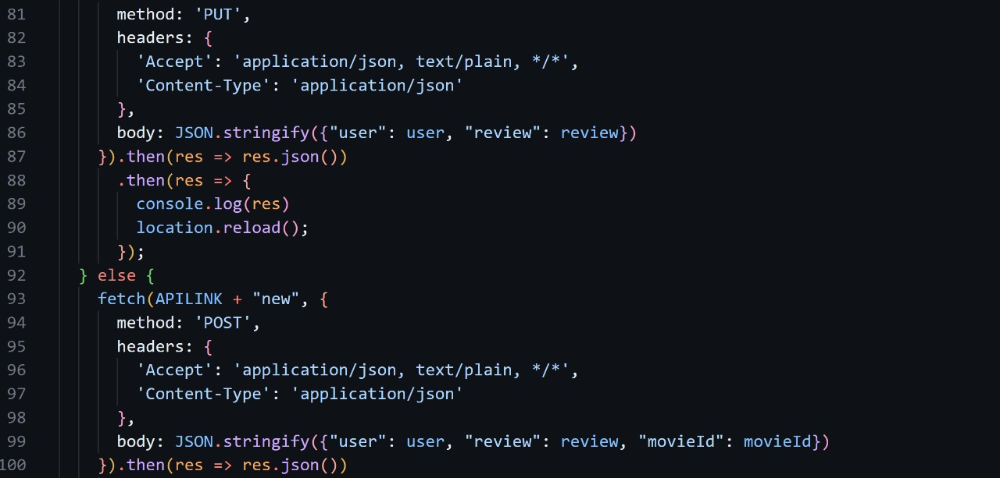 81 method: 'PUT',
82 headers: {
83 'Accept': 'application/json, text/plain, */*',
84 'Content-Type': 'application/json'
85 },
86 body: JSON.stringify({"user": user, "review": review})
87 }).then(res => res.json())
88 .then(res => {
89 console.log(res)
90 location.reload();
91 });
92 } else {
93 fetch(APILINK + "new", {
94 method: 'POST',
95 headers: {
96 'Accept': 'application/json, text/plain, */*',
97 'Content-Type': 'application/json'
98 },
99 body: JSON.stringify({"user": user, "review": review, "movieId": movieId})
100 }).then(res => res.json())